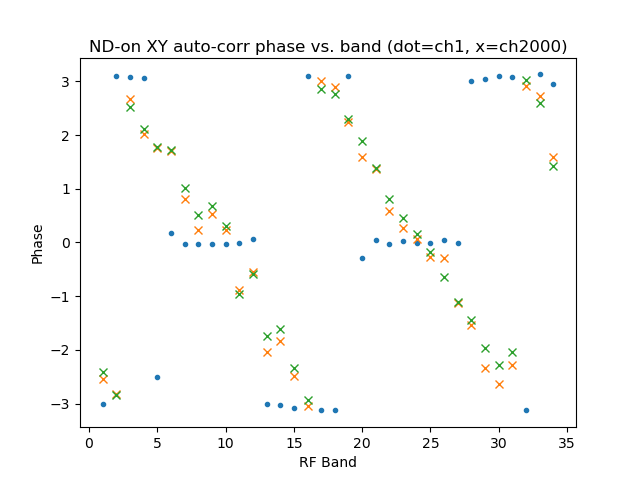 ND-on XY auto-corr phase vs. band (dot=ch1, x=ch2000)
3
2
1
0
−1
−2
−3
Phase
0 5 10 15 20 25 30 35
RF Band